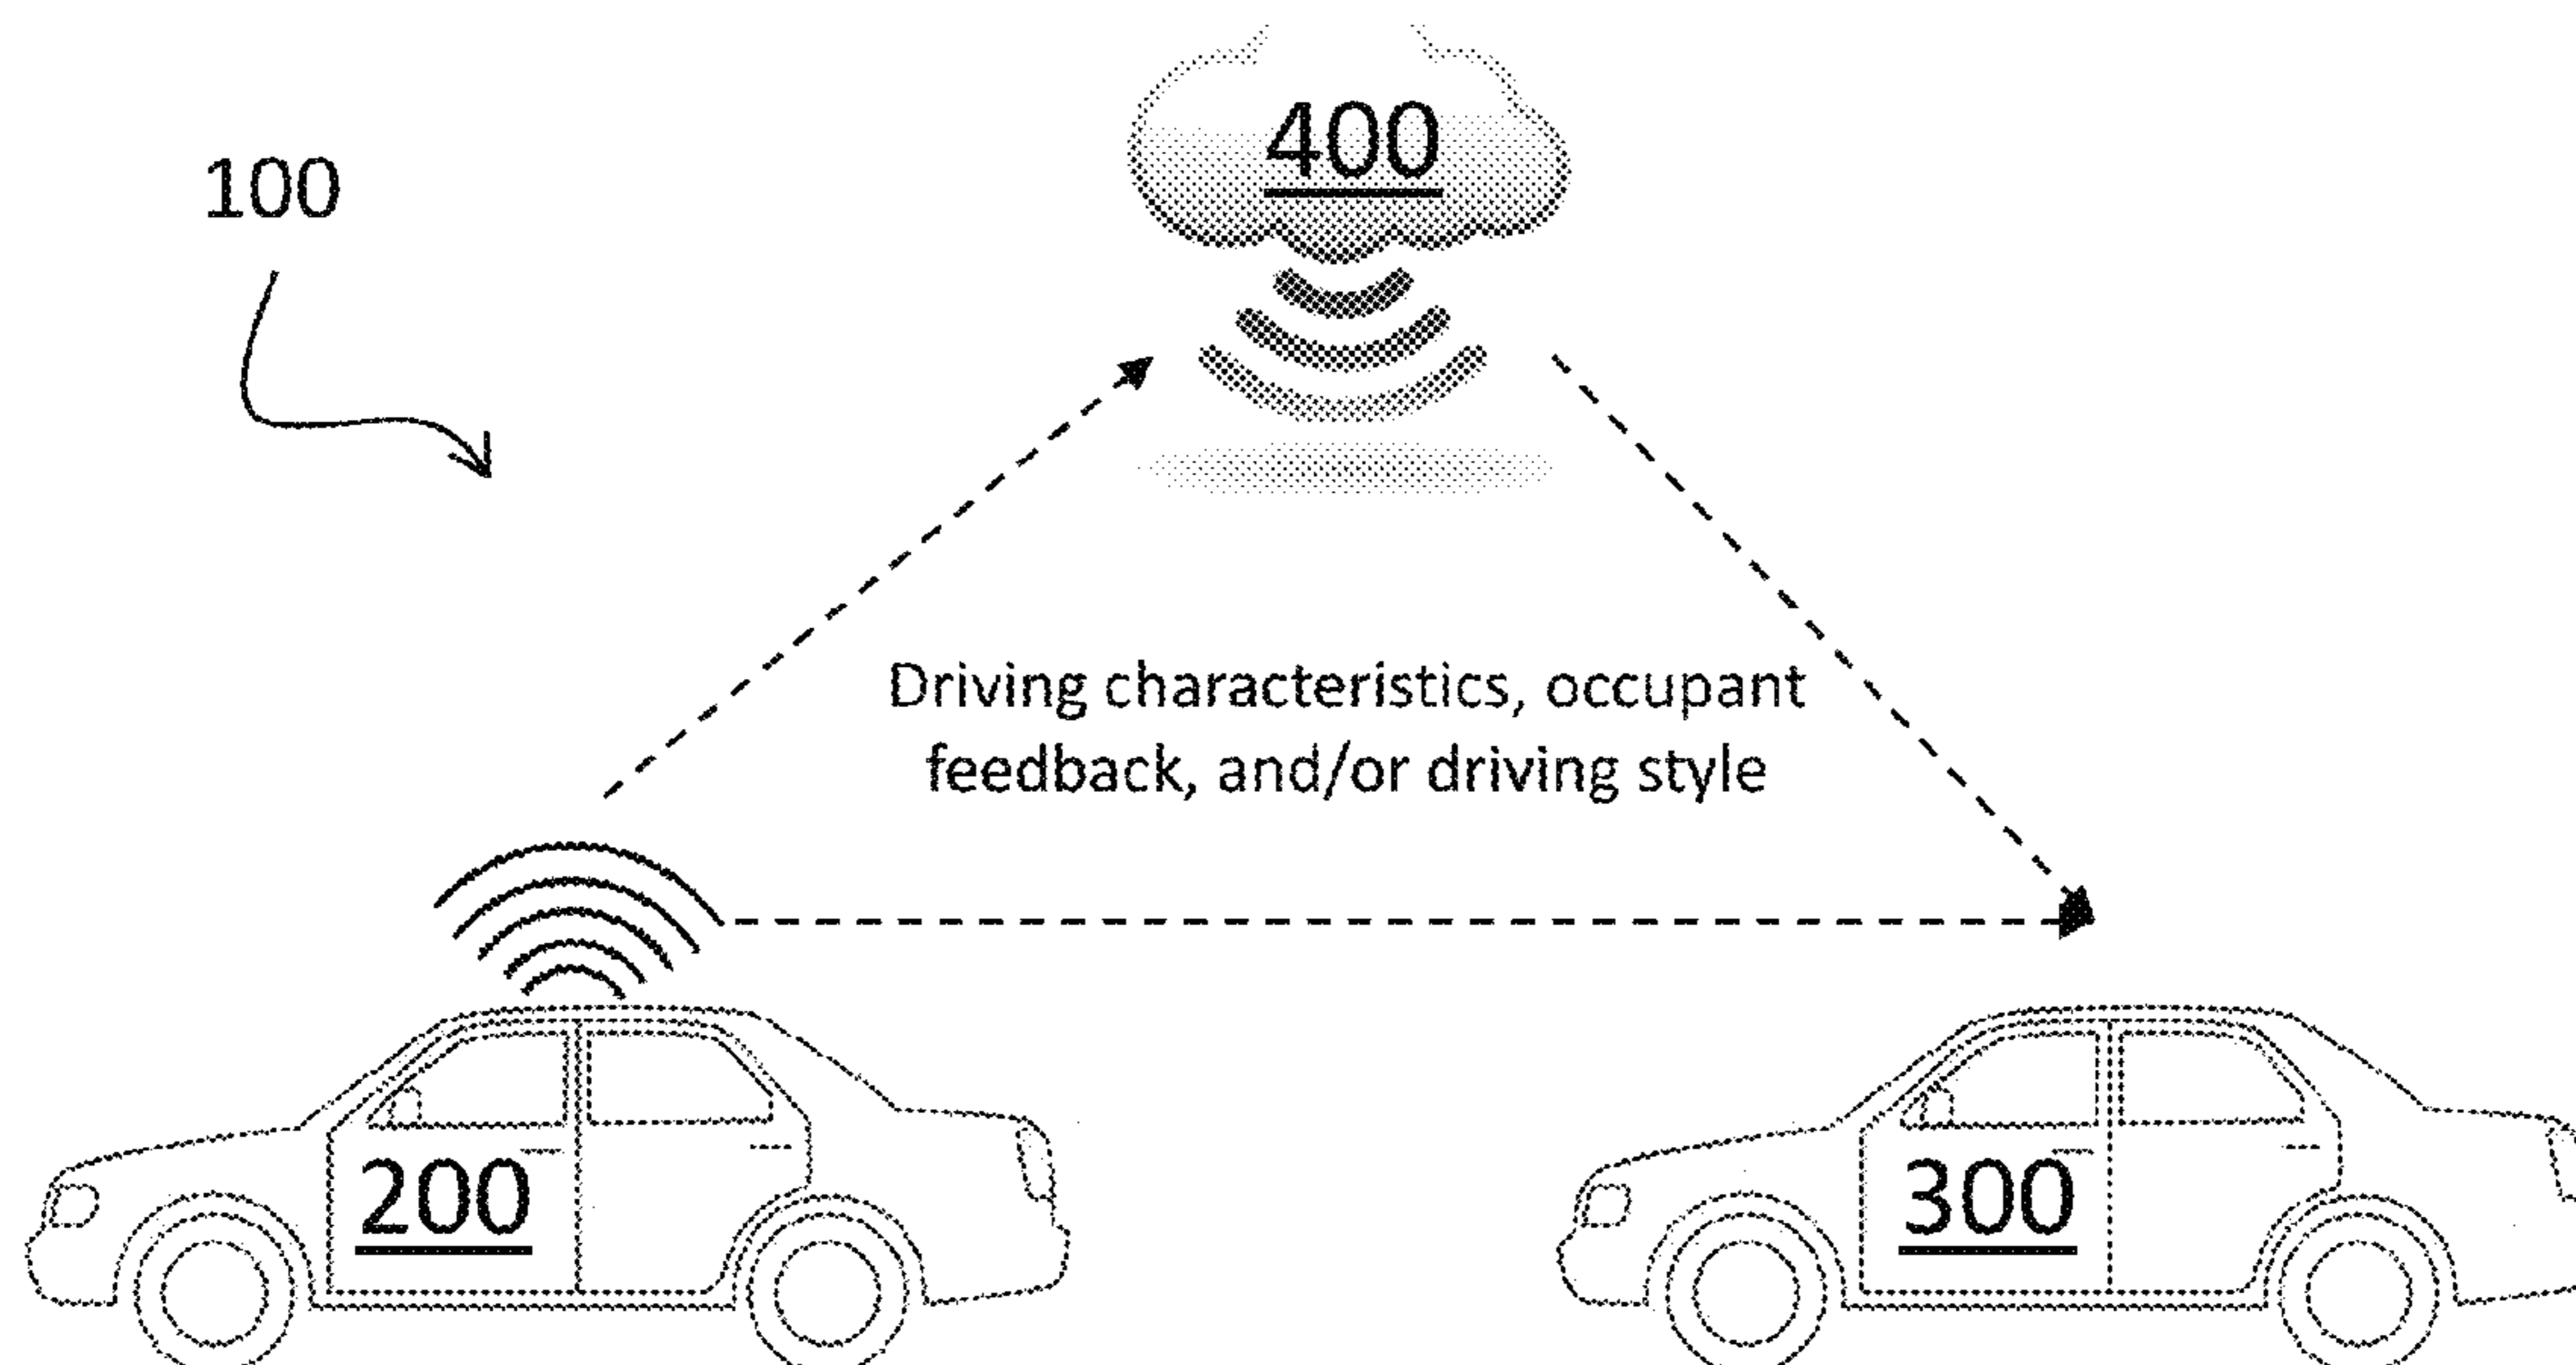 400
100
Driving characteristics, occupant
feedback, and/or driving style
200
300